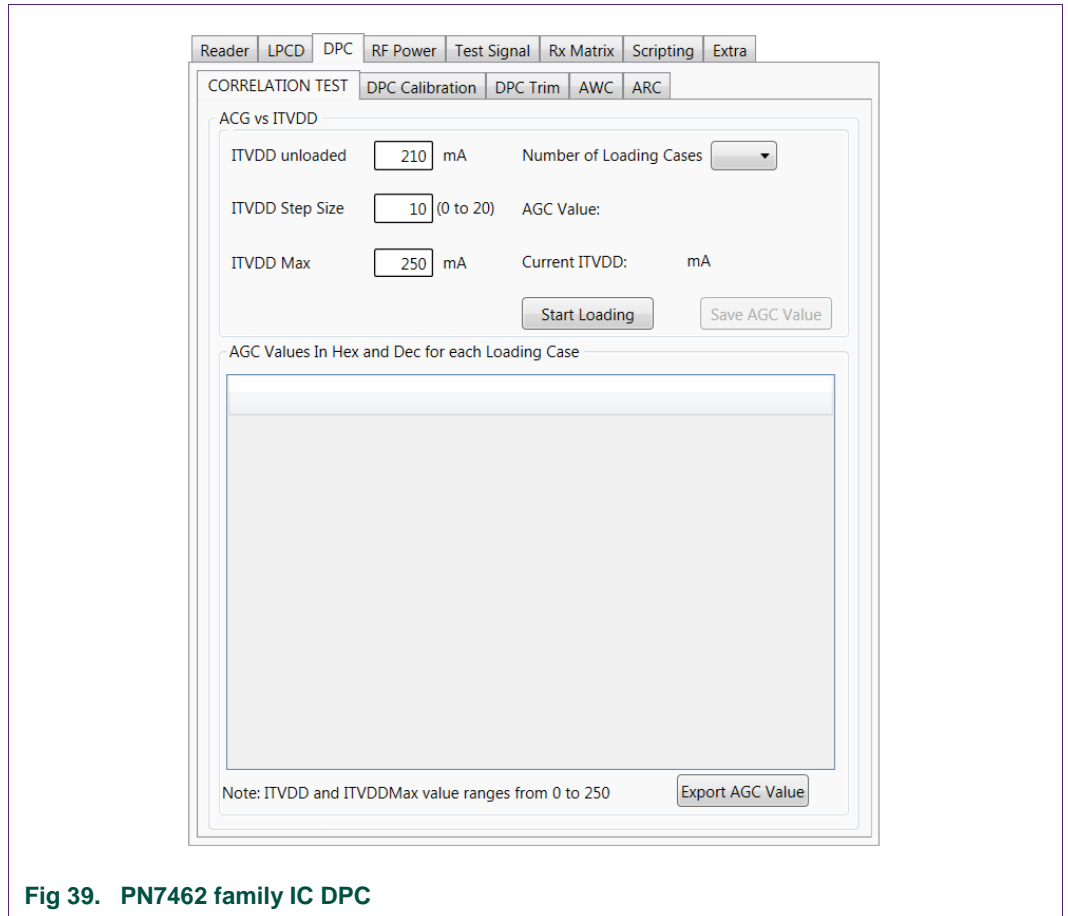 Reader LPCD DPC RF Power Test Signal Rx Matrix Scripting Extra
CORRELATION TEST DPC Calibration DPC Trim AWC ARC
ACG vs ITVDD
ITVDD unloaded 210 mA Number of Loading Cases
ITVDD Step Size 10 (0 to 20) AGC Value:
ITVDD Max 250 mA Current ITVDD: mA
Start Loading Save AGC Value
AGC Values In Hex and Dec for each Loading Case
Note: ITVDD and ITVDDMax value ranges from 0 to 250 Export AGC Value
Fig 39. PN7462 family IC DPC